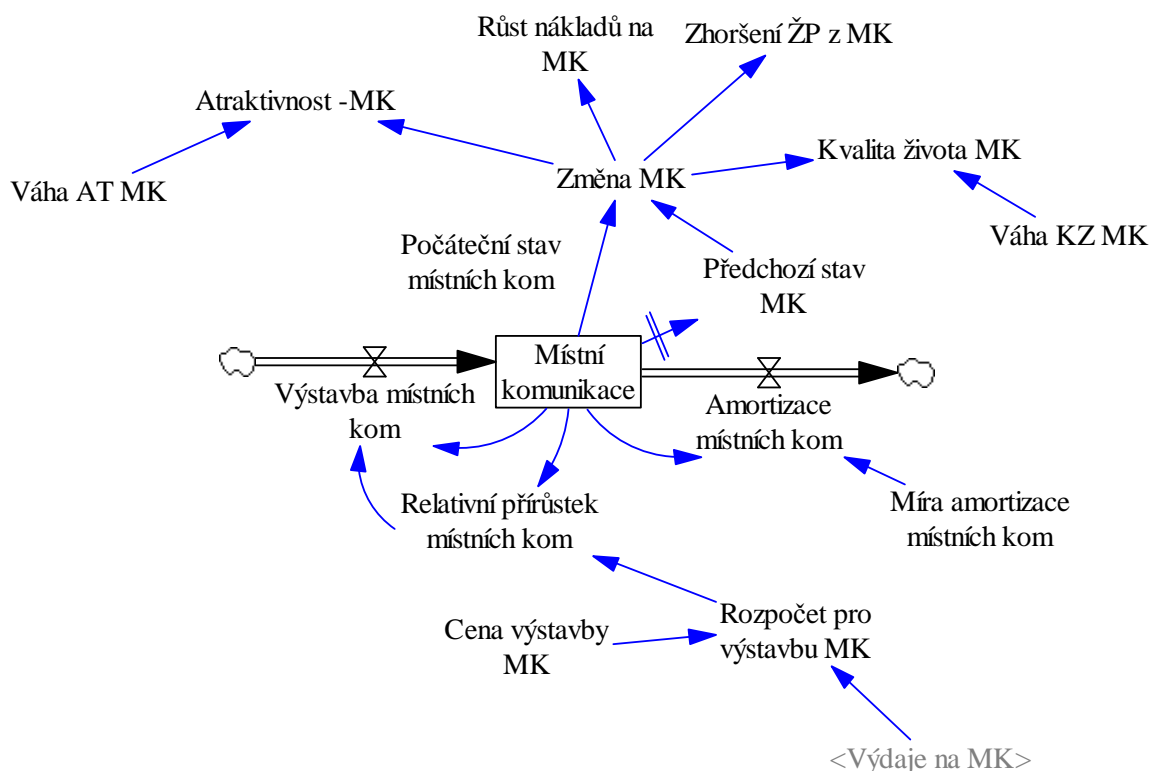 Růst nákladů na
MK
Zhoršení ŽP z MK
Atraktivnost -MK
Kvalita života MK
Změna MK
Váha AT MK
Váha KZ MK
Počáteční stav
místních kom
Předchozí stav
MK
Místní
komunikace
Výstavba místních
kom
Amortizace
místních kom
Relativní přírůstek
místních kom
Míra amortizace
místních kom
Cena výstavby
MK
Rozpočet pro
výstavbu MK
<Výdaje na MK>